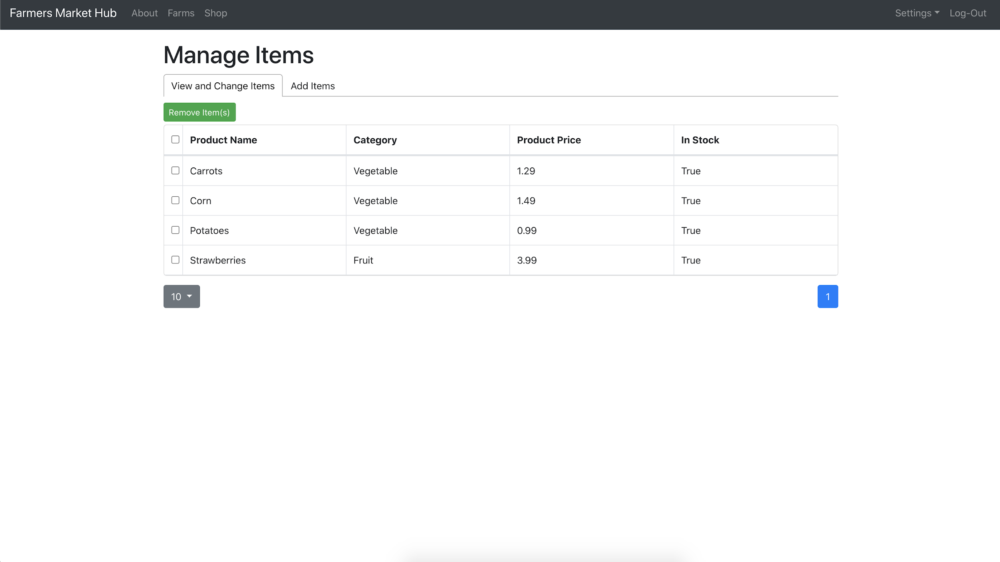 Farmers Market Hub About Farms Shop Settings Log-Out
Manage Items
View and Change Items Add Items
Remove Item(s)
Product Name Category Product Price In Stock
Carrots Vegetable 1.29 True
Corn Vegetable 1.49 True
Potatoes Vegetable 0.99 True
Strawberries Fruit 3.99 True
10 1